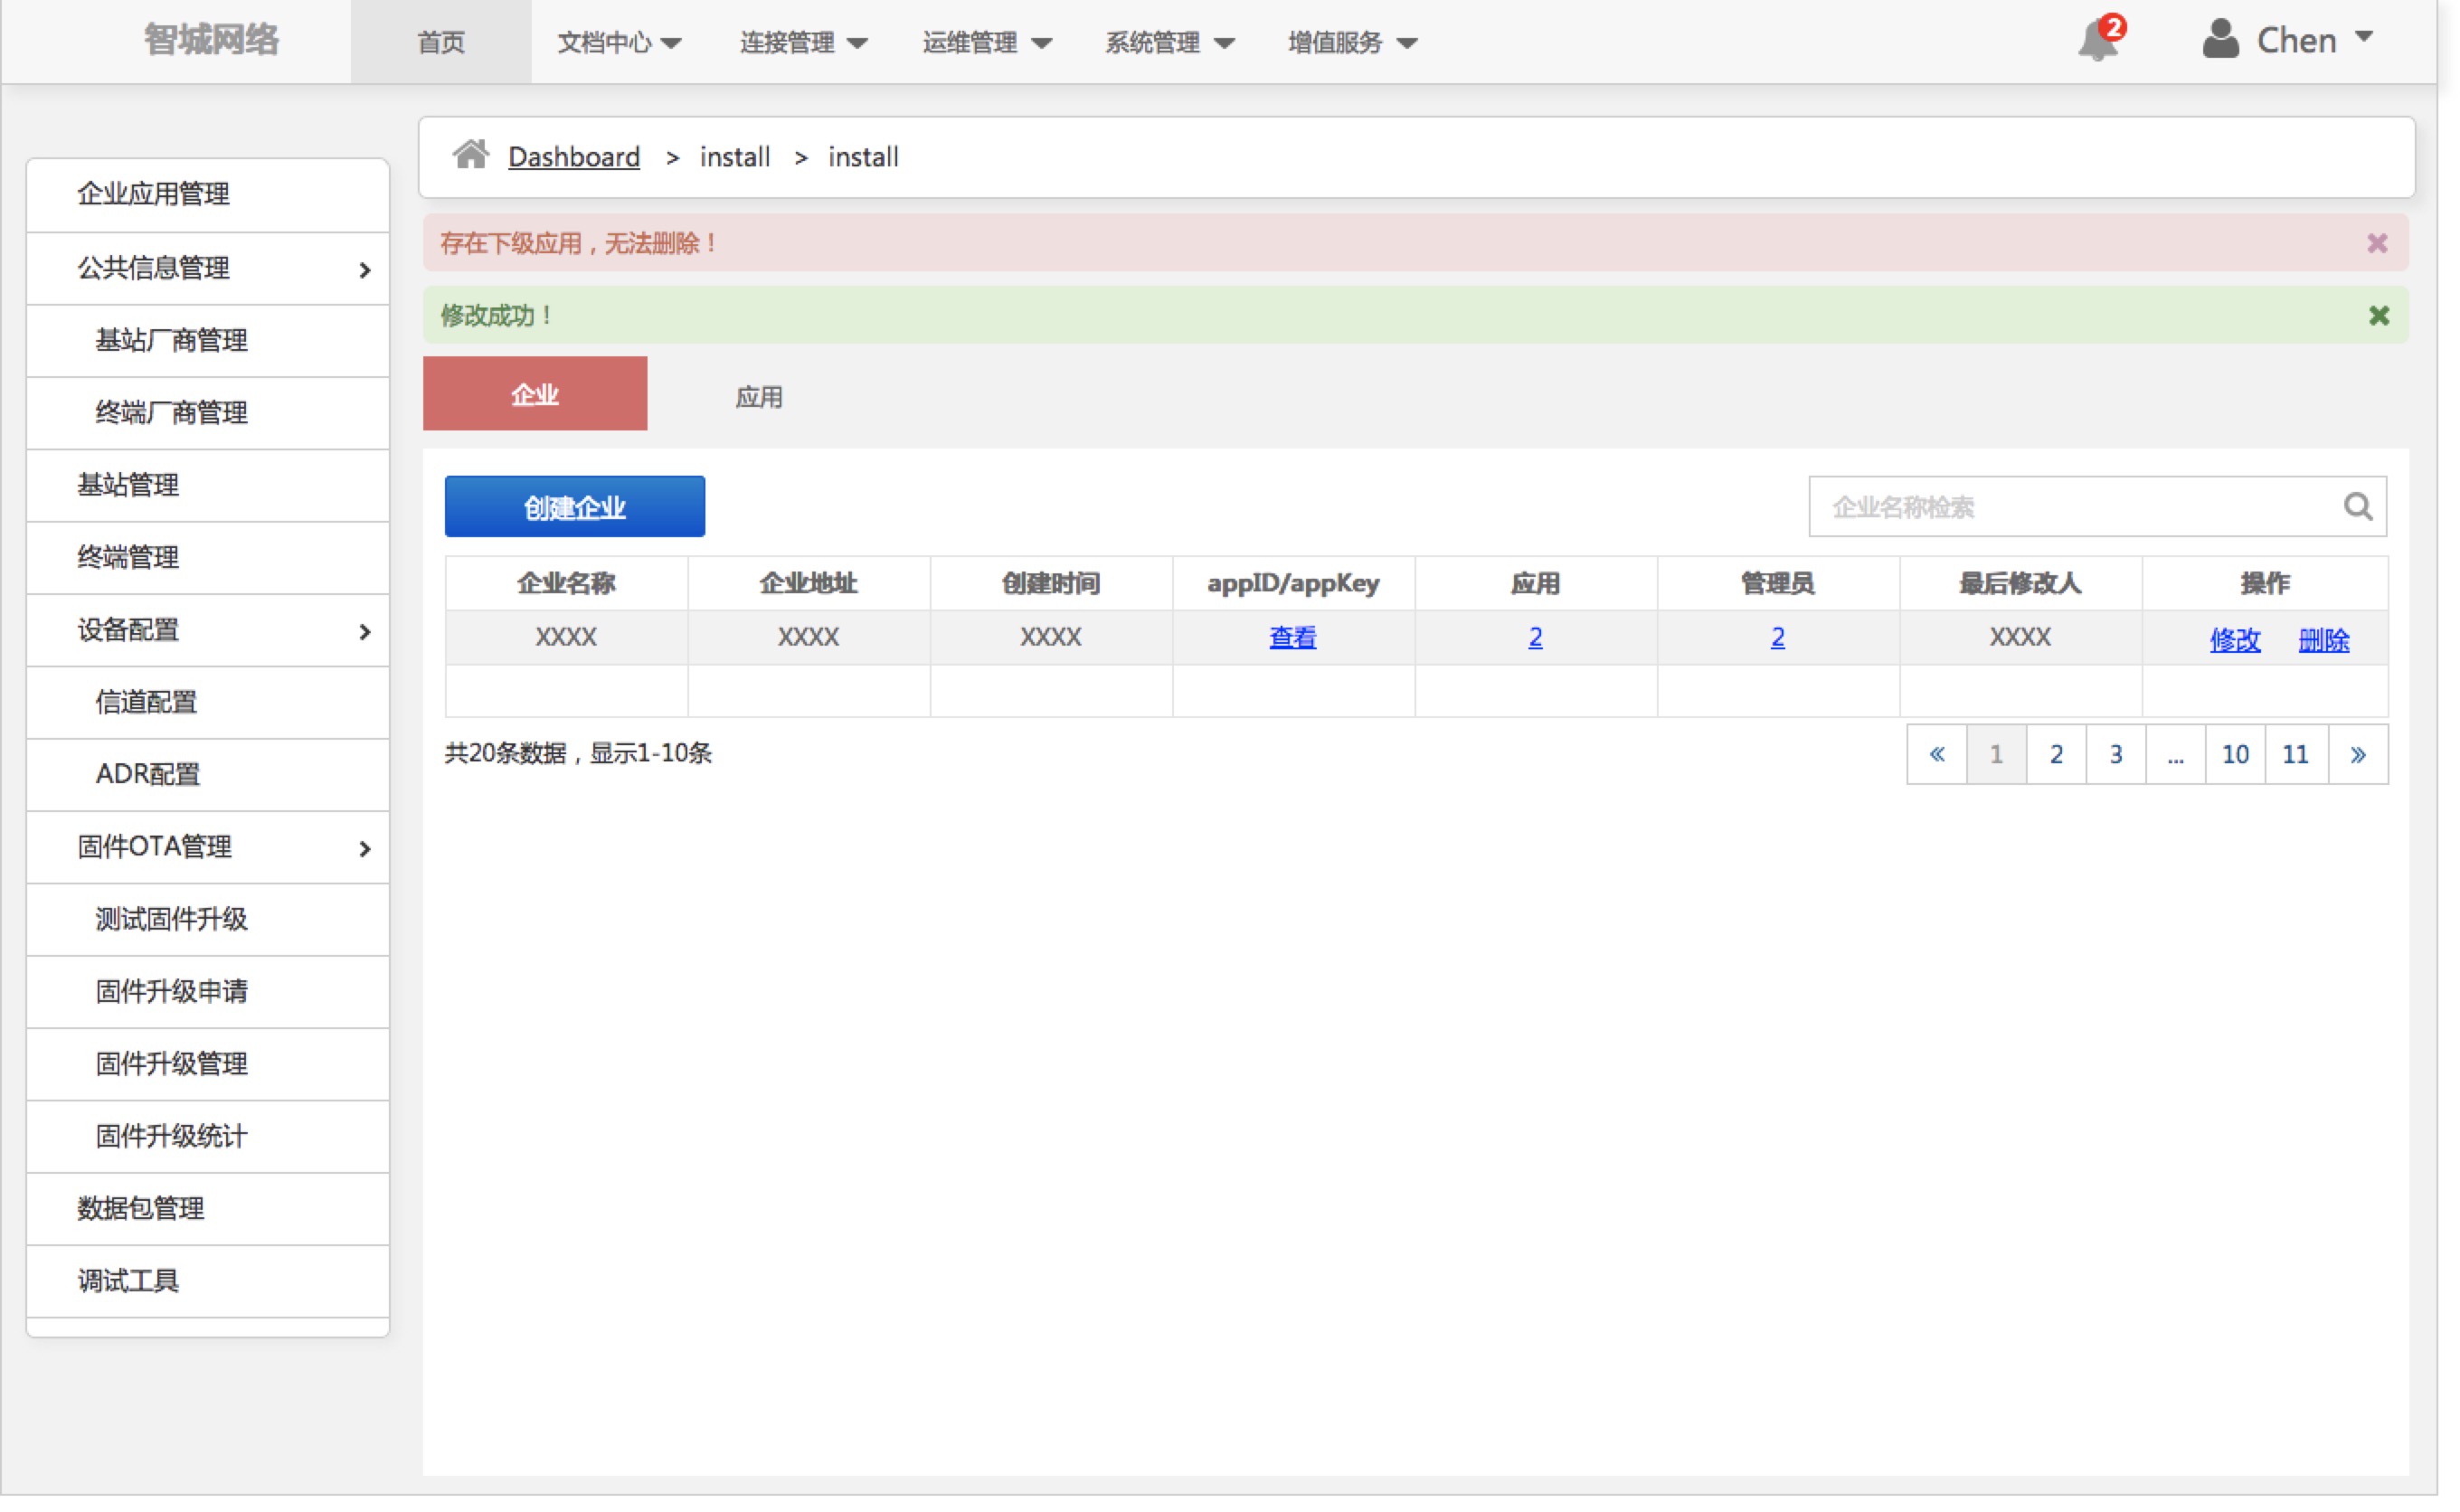 智城网络 首页 文档中心 连接管理 运维管理 系统管理 增值服务 2 Chen
Dashboard > install > install
企业应用管理
公共信息管理
基站厂商管理
终端厂商管理
基站管理
终端管理
设备配置
信道配置
ADR配置
固件OTA管理
测试固件升级
固件升级申请
固件升级管理
固件升级统计
数据包管理
调试工具
存在下级应用，无法删除！
修改成功！
企业 应用
创建企业 企业名称检索
企业名称 企业地址 创建时间 appID/appKey 应用 管理员 最后修改人 操作
XXXX XXXX XXXX 查看 2 2 XXXX 修改 删除
共20条数据，显示1-10条 « 1 2 3 ... 10 11 »